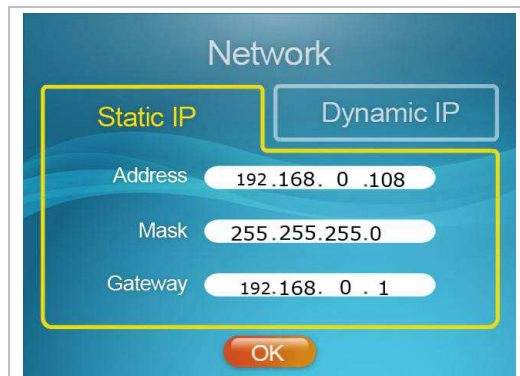 Network
Static IP
Dynamic IP
Address 192.168. 0 .108
Mask 255.255.255.0
Gateway 192.168. 0 . 1
OK